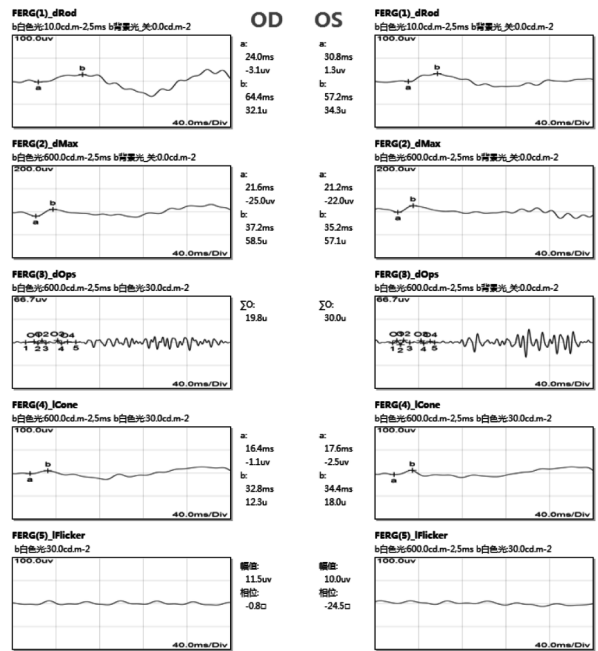 OD OS
FERG(1)_dRod
b白色光:10.0cd.m-2,5ms b背景光_关:0.0cd.m-2
100.0uv
a
b
40.0ms/Div
a:
24.0ms
-3.1uv
b:
64.4ms
32.1u
a:
30.8ms
1.3uv
b:
57.2ms
34.3u
FERG(1)_dRod
b白色光:10.0cd.m-2,5ms b背景光_关:0.0cd.m-2
100.0uv
a
b
40.0ms/Div
FERG(2)_dMax
b白色光:600.0cd.m-2,5ms b背景光_关:0.0cd.m-2
200.0uv
a
b
40.0ms/Div
a:
21.6ms
-25.0uv
b:
37.2ms
58.5u
a:
21.2ms
-22.0uv
b:
35.2ms
57.1u
FERG(2)_dMax
b白色光:600.0cd.m-2,5ms b背景光_关:0.0cd.m-2
200.0uv
a
b
40.0ms/Div
FERG(3)_dOps
b白色光:600.0cd.m-2,5ms b白色光:30.0cd.m-2
66.7uv
1 2 3 4 5
40.0ms/Div
∑O:
19.8u
∑O:
30.0u
FERG(3)_dOps
b白色光:600.0cd.m-2,5ms b背景光_关:0.0cd.m-2
66.7uv
1 2 3 4 5
40.0ms/Div
FERG(4)_lCone
b白色光:600.0cd.m-2,5ms b白色光:30.0cd.m-2
100.0uv
a
b
40.0ms/Div
a:
16.4ms
-1.1uv
b:
32.8ms
12.3u
a:
17.6ms
-2.5uv
b:
34.4ms
18.0u
FERG(4)_lCone
b白色光:600.0cd.m-2,5ms b白色光:30.0cd.m-2
100.0uv
a
b
40.0ms/Div
FERG(5)_lFlicker
b白色光:30.0cd.m-2
100.0uv
40.0ms/Div
幅值:
11.5uv
相位:
-0.8□
幅值:
10.0uv
相位:
-24.5□
FERG(5)_lFlicker
b白色光:600.0cd.m-2,5ms b白色光:30.0cd.m-2
100.0uv
40.0ms/Div